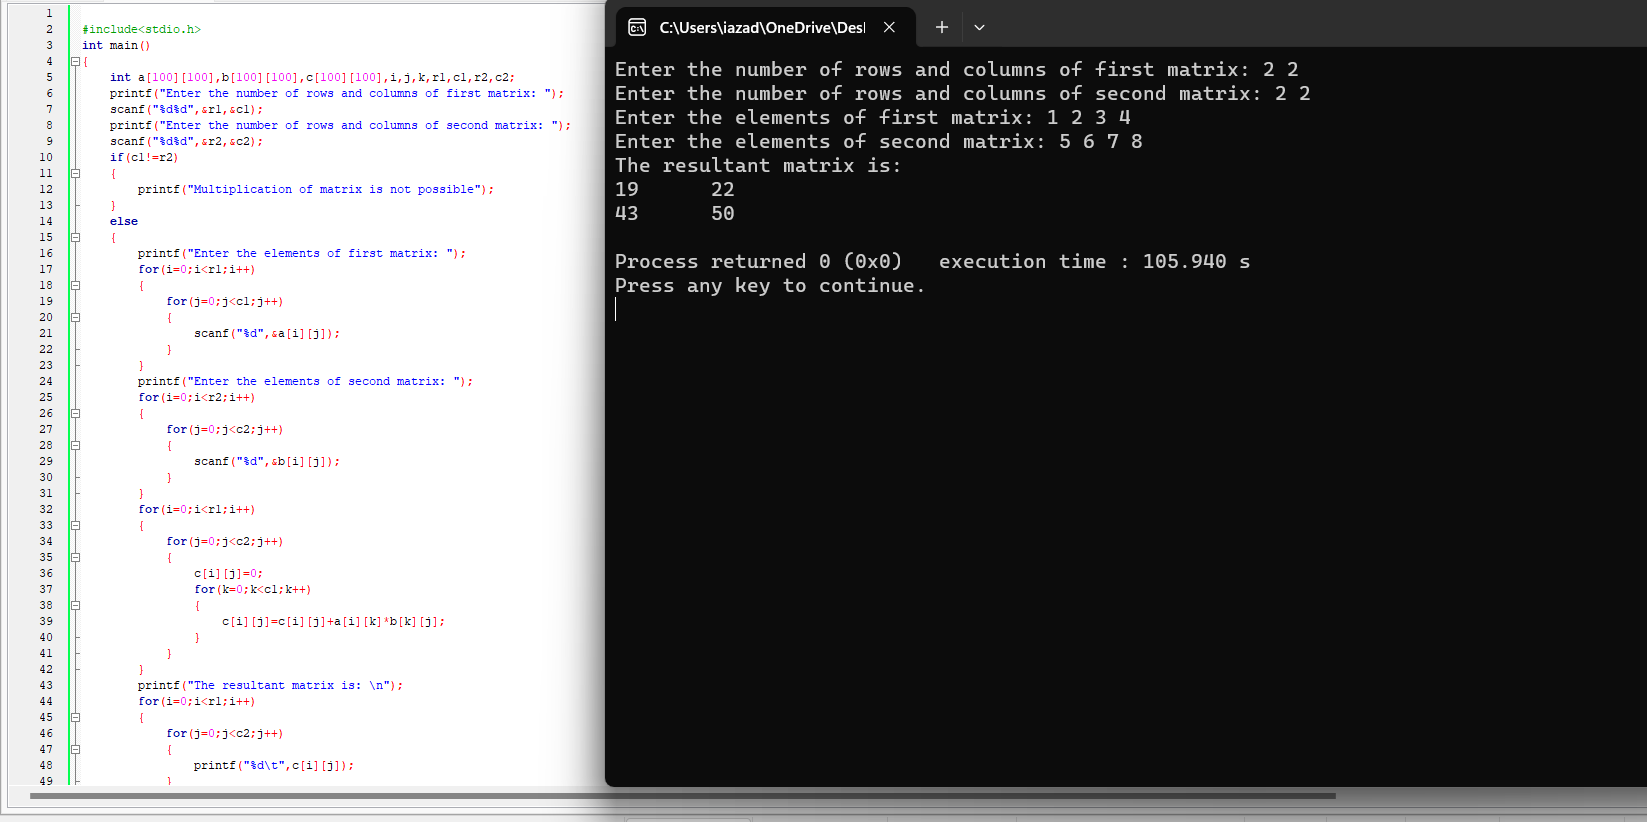 1
2 #include<stdio.h>
3 int main()
4 {
5 int a[100][100],b[100][100],c[100][100],i,j,k,r1,c1,r2,c2;
6 printf("Enter the number of rows and columns of first matrix: ");
7 scanf("%d%d",&r1,&c1);
8 printf("Enter the number of rows and columns of second matrix: ");
9 scanf("%d%d",&r2,&c2);
10 if(c1!=r2)
11 {
12 printf("Multiplication of matrix is not possible");
13 }
14 else
15 {
16 printf("Enter the elements of first matrix: ");
17 for(i=0;i<r1;i++)
18 {
19 for(j=0;j<c1;j++)
20 {
21 scanf("%d",&a[i][j]);
22 }
23 }
24 printf("Enter the elements of second matrix: ");
25 for(i=0;i<r2;i++)
26 {
27 for(j=0;j<c2;j++)
28 {
29 scanf("%d",&b[i][j]);
30 }
31 }
32 for(i=0;i<r1;i++)
33 {
34 for(j=0;j<c2;j++)
35 {
36 c[i][j]=0;
37 for(k=0;k<c1;k++)
38 {
39 c[i][j]=c[i][j]+a[i][k]*b[k][j];
40 }
41 }
42 }
43 printf("The resultant matrix is: \n");
44 for(i=0;i<r1;i++)
45 {
46 for(j=0;j<c2;j++)
47 {
48 printf("%d\t",c[i][j]);
49 }
C:\Users\iazad\OneDrive\Des
Enter the number of rows and columns of first matrix: 2 2
Enter the number of rows and columns of second matrix: 2 2
Enter the elements of first matrix: 1 2 3 4
Enter the elements of second matrix: 5 6 7 8
The resultant matrix is:
19 22
43 50
Process returned 0 (0x0) execution time : 105.940 s
Press any key to continue.